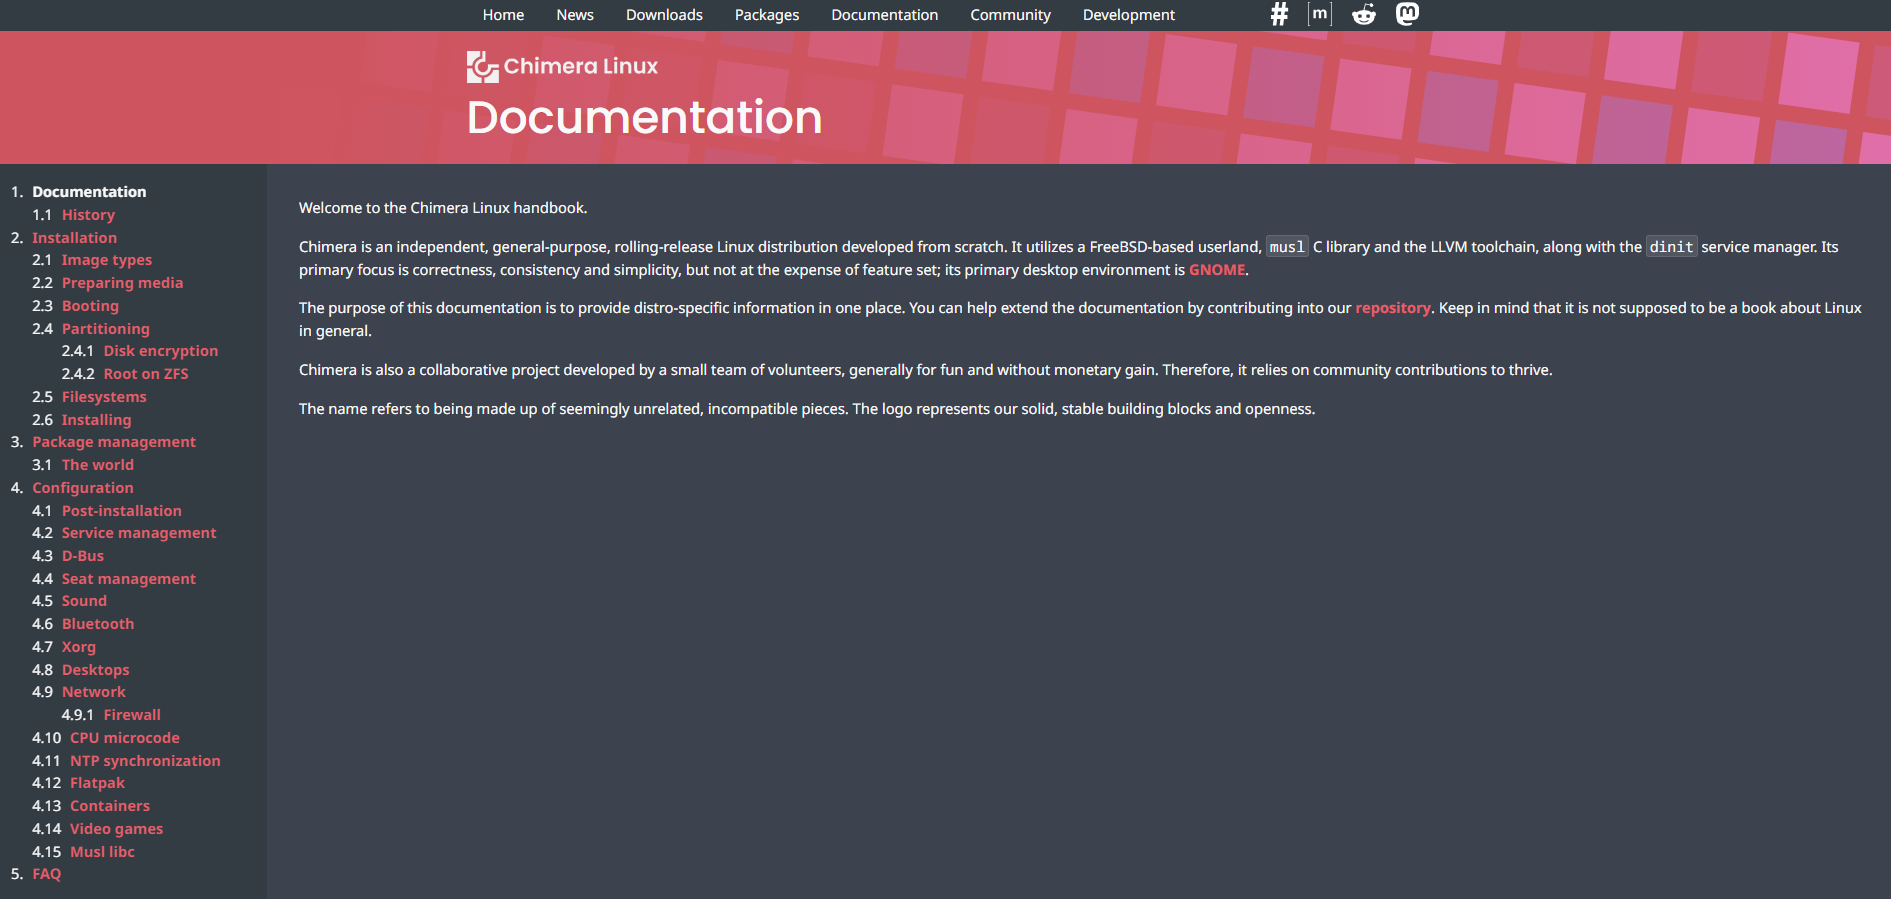 Home News Downloads Packages Documentation Community Development # [m]
Chimera Linux
Documentation
1. Documentation
1.1 History
2. Installation
2.1 Image types
2.2 Preparing media
2.3 Booting
2.4 Partitioning
2.4.1 Disk encryption
2.4.2 Root on ZFS
2.5 Filesystems
2.6 Installing
3. Package management
3.1 The world
4. Configuration
4.1 Post-installation
4.2 Service management
4.3 D-Bus
4.4 Seat management
4.5 Sound
4.6 Bluetooth
4.7 Xorg
4.8 Desktops
4.9 Network
4.9.1 Firewall
4.10 CPU microcode
4.11 NTP synchronization
4.12 Flatpak
4.13 Containers
4.14 Video games
4.15 Musl libc
5. FAQ
Welcome to the Chimera Linux handbook.
Chimera is an independent, general-purpose, rolling-release Linux distribution developed from scratch. It utilizes a FreeBSD-based userland, musl C library and the LLVM toolchain, along with the dinit service manager. Its
primary focus is correctness, consistency and simplicity, but not at the expense of feature set; its primary desktop environment is GNOME.
The purpose of this documentation is to provide distro-specific information in one place. You can help extend the documentation by contributing into our repository. Keep in mind that it is not supposed to be a book about Linux
in general.
Chimera is also a collaborative project developed by a small team of volunteers, generally for fun and without monetary gain. Therefore, it relies on community contributions to thrive.
The name refers to being made up of seemingly unrelated, incompatible pieces. The logo represents our solid, stable building blocks and openness.